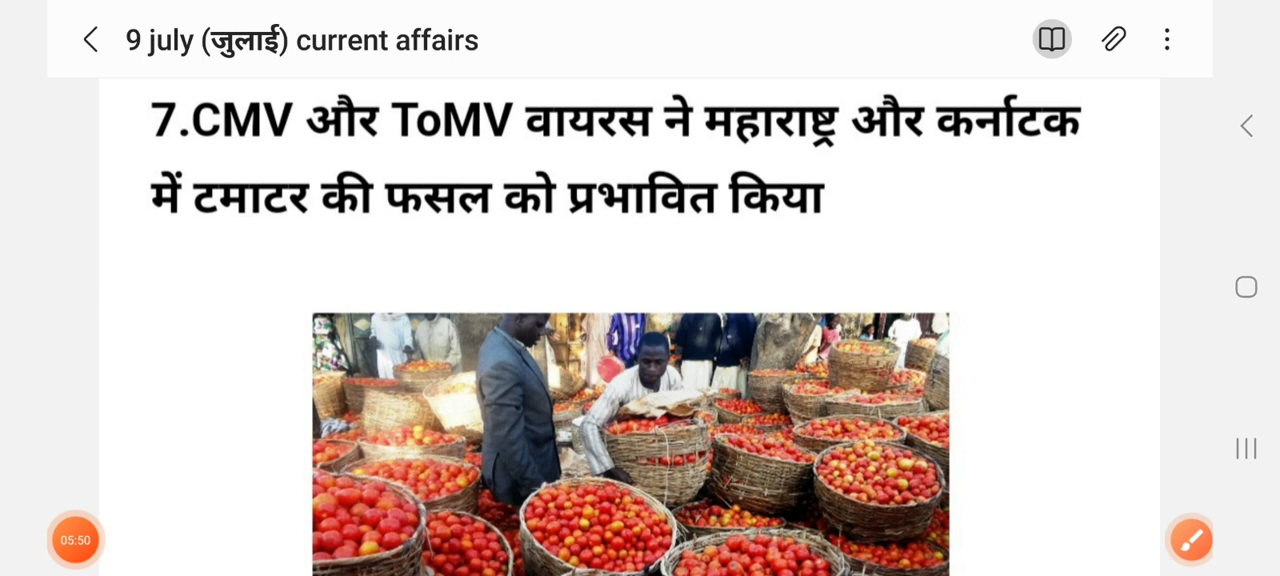 9 july (जुलाई) current affairs
7.CMV और ToMV वायरस ने महाराष्ट्र और कर्नाटक
में टमाटर की फसल को प्रभावित किया
05:50